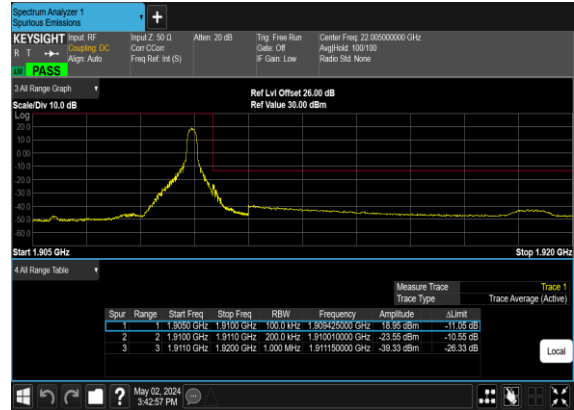 Spectrum Analyzer 1
Spurious Emissions
KEYSIGHT Input: RF Input Z: 50 Ω Atten: 20 dB Trig: Free Run Center Freq: 22.005000000 GHz
R T Coupling: DC Corr CCorr Gate: Off Avg|Hold: 100/100
Align: Auto Freq Ref: Int (S) IF Gain: Low Radio Std: None
LM PASS
3 All Range Graph
Ref Lvl Offset 26.00 dB
Scale/Div 10.0 dB Ref Value 30.00 dBm
Log
20.0
10.0
0.00
-10.0
-20.0
-30.0
-40.0
-50.0
-60.0
Start 1.905 GHz Stop 1.920 GHz
4 All Range Table
Measure Trace Trace 1
Trace Type Trace Average (Active)
Spur Range Start Freq Stop Freq RBW Frequency Amplitude ΔLimit
1 1 1.9050 GHz 1.9100 GHz 100.0 kHz 1.909425000 GHz 18.95 dBm -11.05 dB
2 2 1.9100 GHz 1.9110 GHz 200.0 kHz 1.910010000 GHz -23.55 dBm -10.55 dB
3 3 1.9110 GHz 1.9200 GHz 1.000 MHz 1.911150000 GHz -39.33 dBm -26.33 dB
Local
May 02, 2024
3:42:57 PM